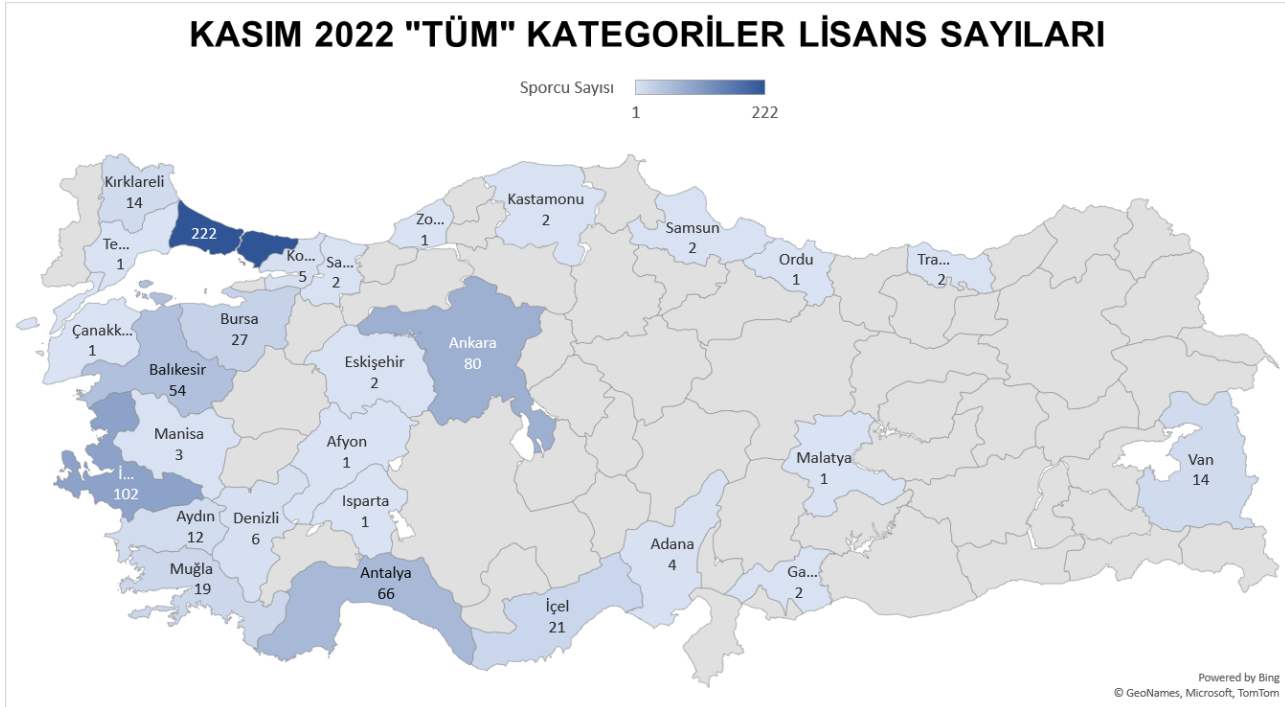 KASIM 2022 "TÜM" KATEGORİLER LİSANS SAYILARI
Sporcu Sayısı
1 222
Kırklareli
14
Te...
1
222
Ko...
5
Sa...
2
Zo...
1
Kastamonu
2
Samsun
2
Ordu
1
Tra...
2
Çanakk...
1
Bursa
27
Balıkesir
54
Eskişehir
2
Ankara
80
Manisa
3
Afyon
1
İ...
102
Isparta
1
Aydın
12
Denizli
6
Muğla
19
Antalya
66
İçel
21
Adana
4
Malatya
1
Ga...
2
Van
14
Powered by Bing
© GeoNames, Microsoft, TomTom